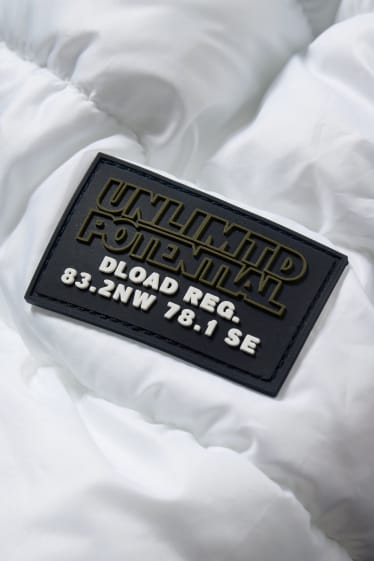 UNLIMTD
POTENTIAL
DLOAD REG.
83.2NW 78.1 SE